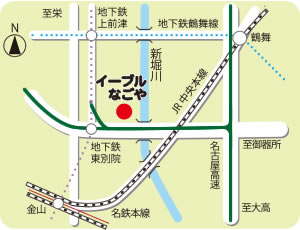 至栄
地下鉄
上前津
地下鉄鶴舞線
鶴舞
N
新堀川
イーブル
なごや
JR中央本線
地下鉄
東別院
名古屋高速
至御器所
金山
名鉄本線
至大高